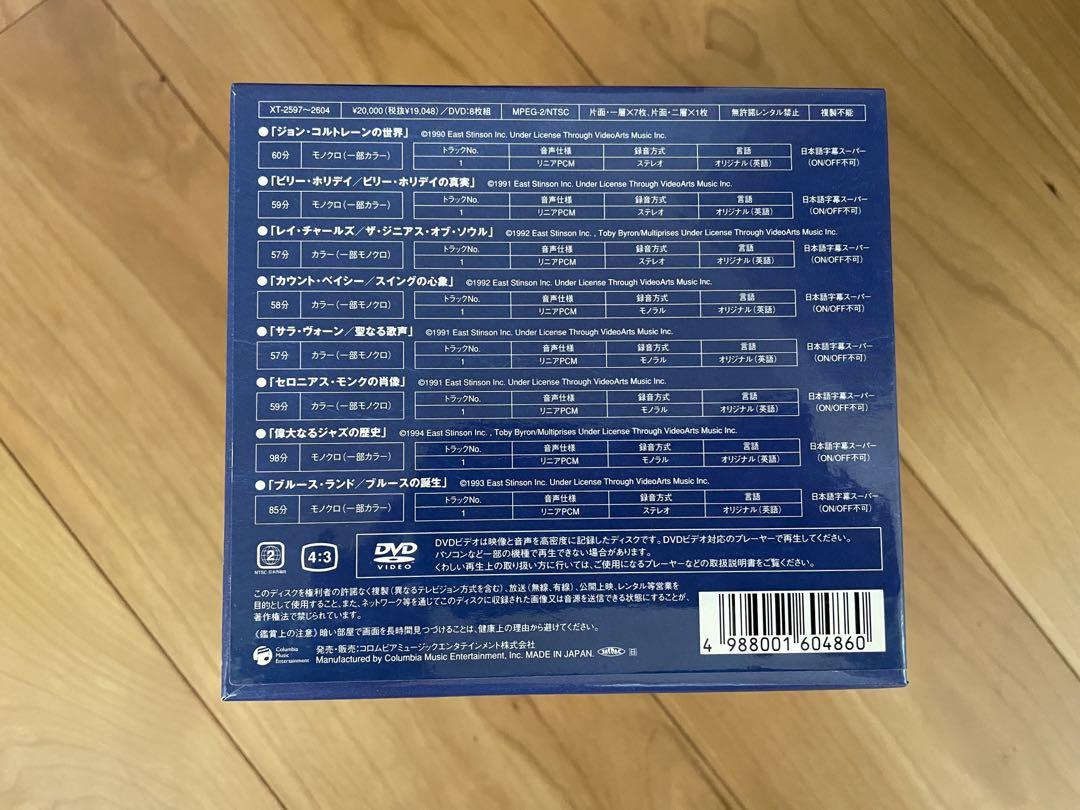 XT-2597〜2604 ¥20,000（税抜¥19,048）／DVD:8枚組 MPEG-2/NTSC 片面・一層×7枚、片面・二層×1枚 無許諾レンタル禁止 複製不能
●「ジョン・コルトレーンの世界」 ©1990 East Stinson Inc. Under License Through VideoArts Music Inc.
60分 モノクロ（一部カラー） トラックNo. 音声仕様 録音方式 言語 日本語字幕スーパー
1 リニアPCM ステレオ オリジナル（英語） （ON/OFF不可）
●「ビリー・ホリデイ／ビリー・ホリデイの真実」 ©1991 East Stinson Inc. Under License Through VideoArts Music Inc.
59分 モノクロ（一部カラー） トラックNo. 音声仕様 録音方式 言語 日本語字幕スーパー
1 リニアPCM ステレオ オリジナル（英語） （ON/OFF不可）
●「レイ・チャールズ／ザ・ジニアス・オブ・ソウル」 ©1992 East Stinson Inc. , Toby Byron/Multiprises Under License Through VideoArts Music Inc.
57分 カラー（一部モノクロ） トラックNo. 音声仕様 録音方式 言語 日本語字幕スーパー
1 リニアPCM ステレオ オリジナル（英語） （ON/OFF不可）
●「カウント・ベイシー／スイングの心象」 ©1992 East Stinson Inc. Under License Through VideoArts Music Inc.
58分 カラー（一部モノクロ） トラックNo. 音声仕様 録音方式 言語 日本語字幕スーパー
1 リニアPCM モノラル オリジナル（英語） （ON/OFF不可）
●「サラ・ヴォーン／聖なる歌声」 ©1991 East Stinson Inc. Under License Through VideoArts Music Inc.
57分 カラー（一部モノクロ） トラックNo. 音声仕様 録音方式 言語 日本語字幕スーパー
1 リニアPCM モノラル オリジナル（英語） （ON/OFF不可）
●「セロニアス・モンクの肖像」 ©1991 East Stinson Inc. Under License Through VideoArts Music Inc.
59分 カラー（一部モノクロ） トラックNo. 音声仕様 録音方式 言語 日本語字幕スーパー
1 リニアPCM モノラル オリジナル（英語） （ON/OFF不可）
●「偉大なるジャズの歴史」 ©1994 East Stinson Inc. , Toby Byron/Multiprises Under License Through VideoArts Music Inc.
98分 モノクロ（一部カラー） トラックNo. 音声仕様 録音方式 言語 日本語字幕スーパー
1 リニアPCM モノラル オリジナル（英語） （ON/OFF不可）
●「ブルース・ランド／ブルースの誕生」 ©1993 East Stinson Inc. Under License Through VideoArts Music Inc.
85分 モノクロ（一部カラー） トラックNo. 音声仕様 録音方式 言語 日本語字幕スーパー
1 リニアPCM ステレオ オリジナル（英語） （ON/OFF不可）
2
NTSC 日本市場向
4:3
DVD
VIDEO
DVDビデオは映像と音声を高密度に記録したディスクです。DVDビデオ対応のプレーヤーで再生してください。
パソコンなど一部の機種で再生できない場合があります。
くわしい再生上の取り扱い方に行いては、ご使用になるプレーヤーなどの取扱説明書をご覧ください。
このディスクを権利者の許諾なく複製（異なるテレビジョン方式を含む）、放送（無線、有線）、公開上映、レンタル等営業を
目的として使用すること、また、ネットワーク等を通じてこのディスクに収録された画像又は音源を送信できる状態にすることが、
著作権法で禁じられています。
《鑑賞上の注意》暗い部屋で画面を長時間見つづけることは、健康上の理由から避けてください。
Columbia
Music
Entertainment
発売・販売：コロムビアミュージックエンタテインメント株式会社
Manufactured by Columbia Music Entertainment, Inc. MADE IN JAPAN.
4 988001 604860